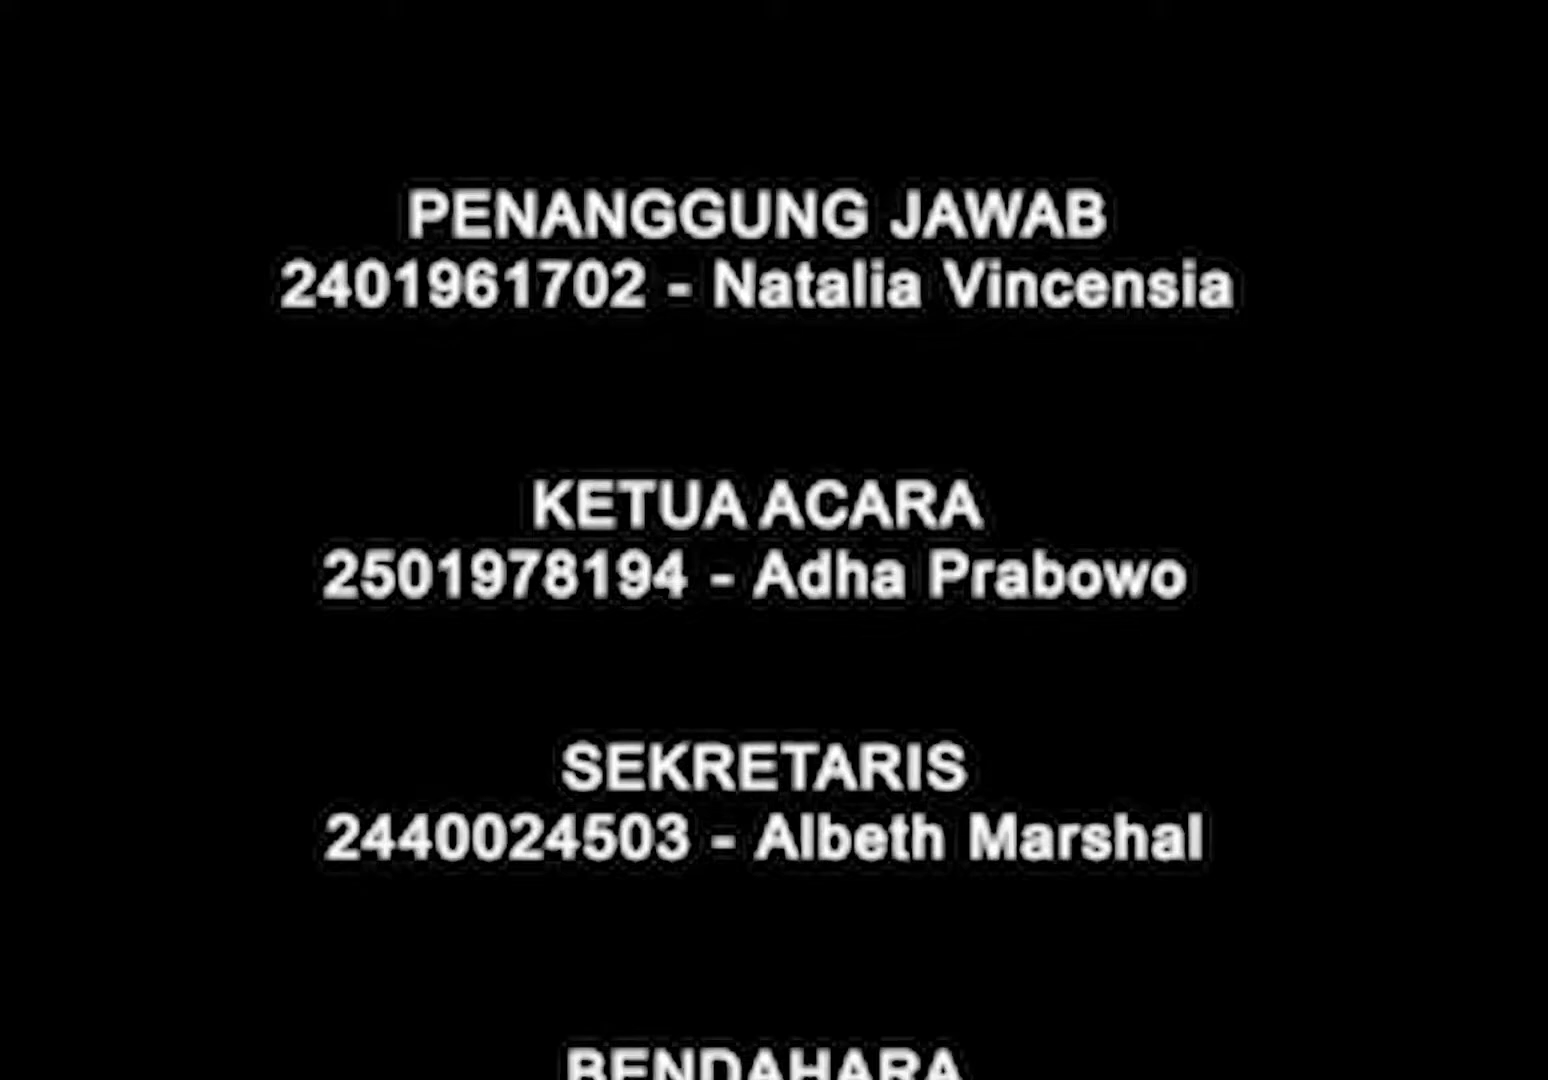 PENANGGUNG JAWAB
2401961702 - Natalia Vincensia
KETUA ACARA
2501978194 - Adha Prabowo
SEKRETARIS
2440024503 - Albeth Marshal
BENDAHARA